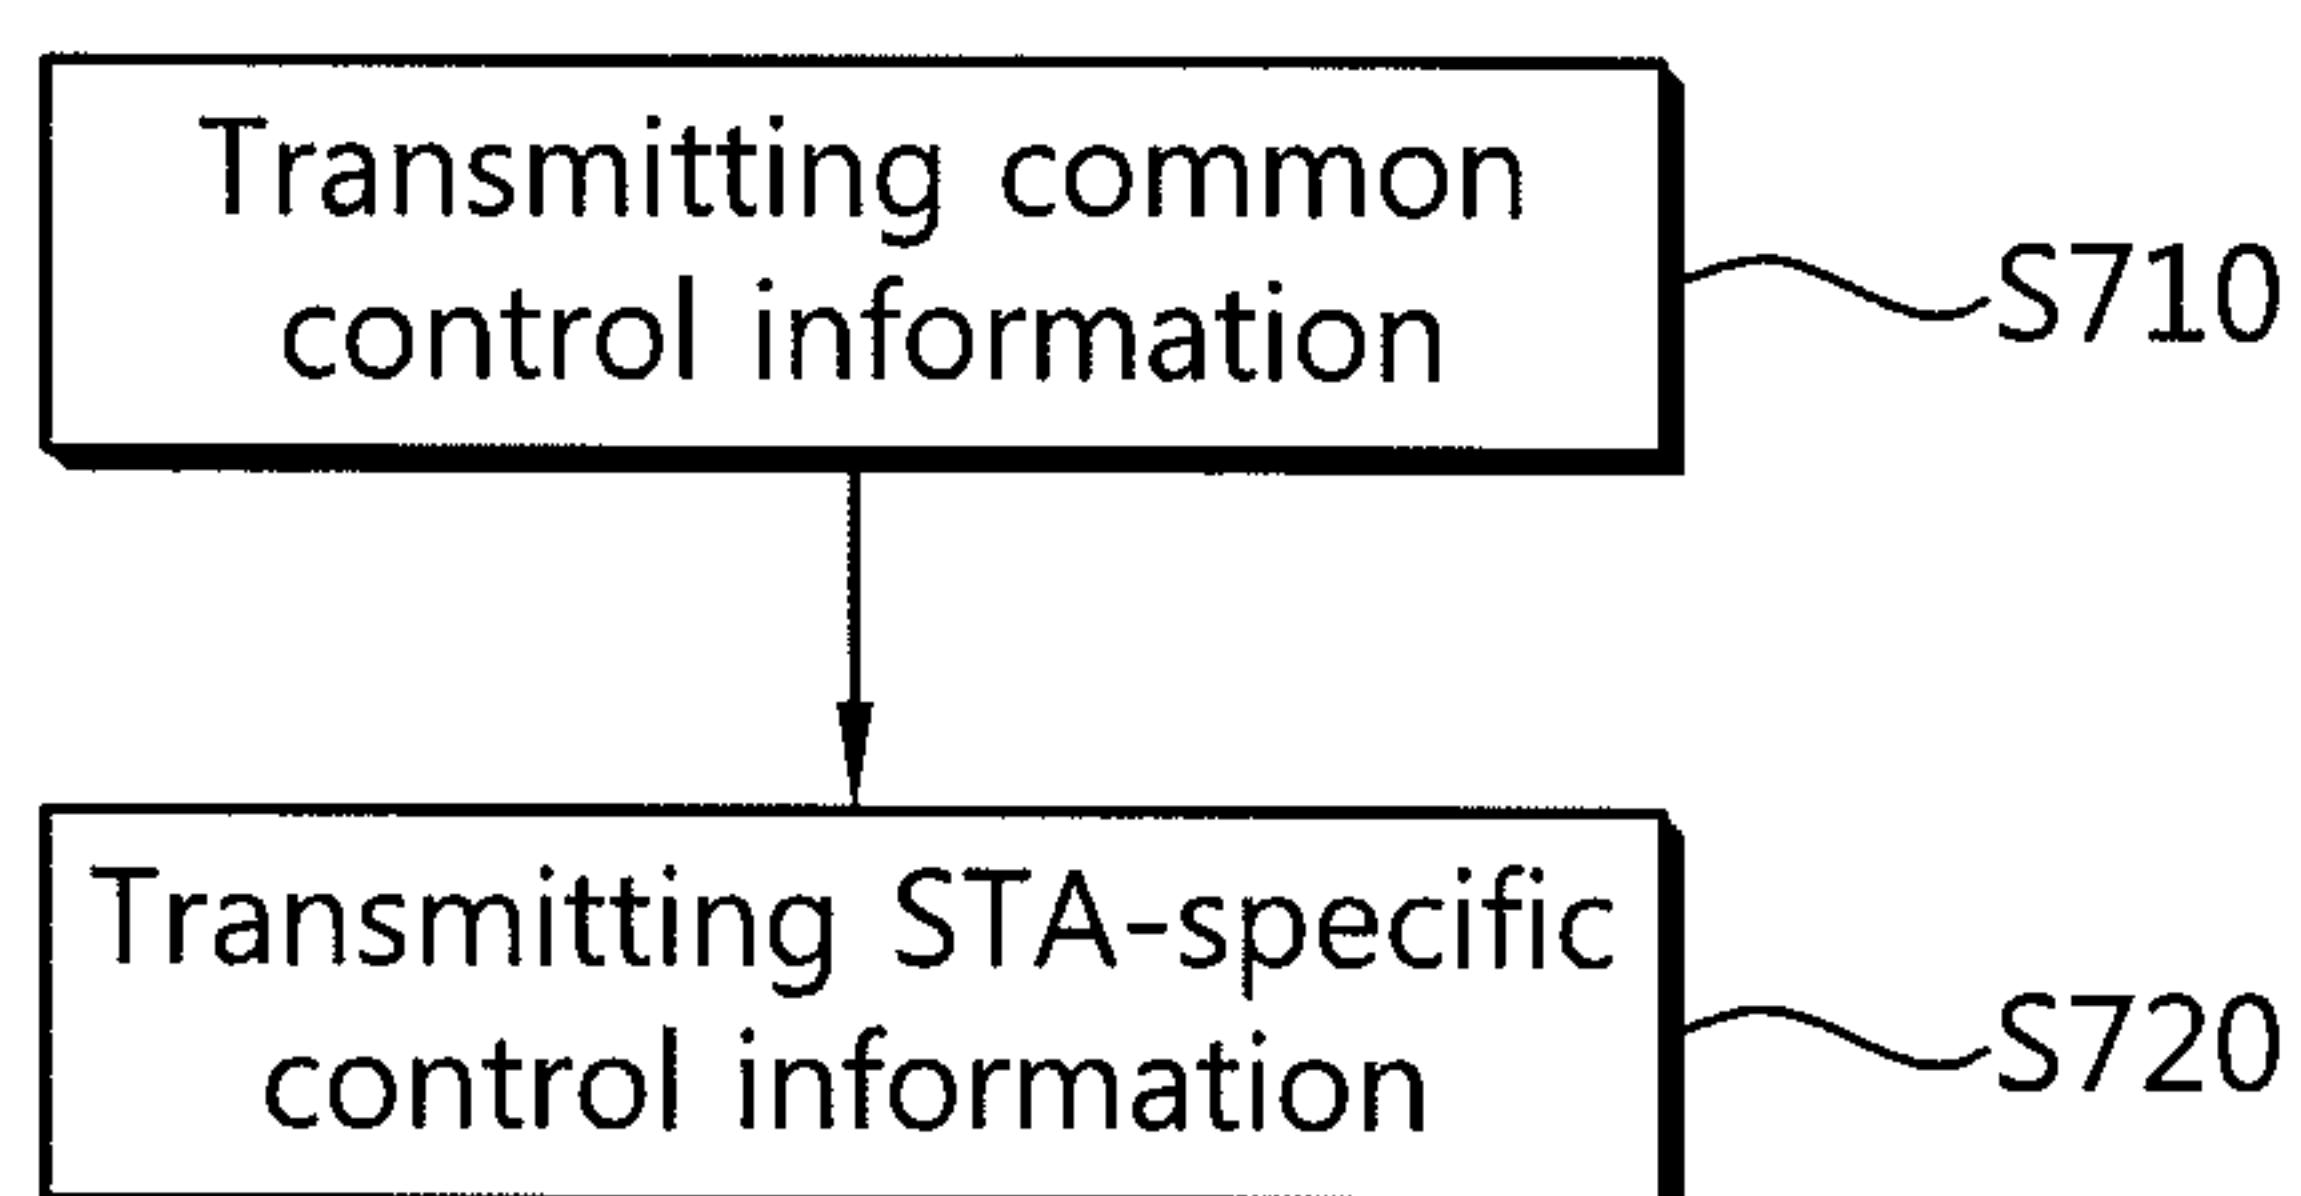 Transmitting common
control information
S710
Transmitting STA-specific
control information
S720